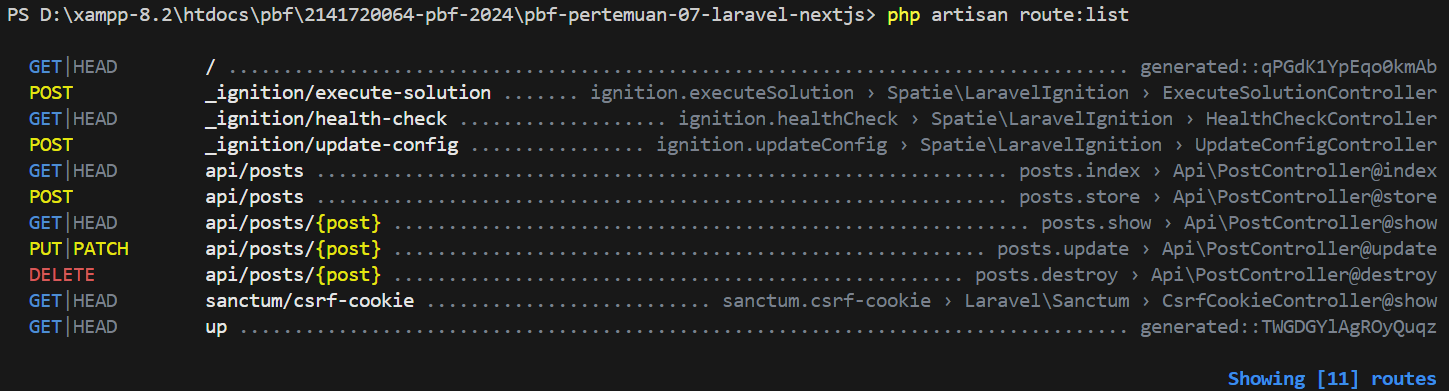 PS D:\xampp-8.2\htdocs\pbf\2141720064-pbf-2024\pbf-pertemuan-07-laravel-nextjs> php artisan route:list
GET|HEAD / .................................................................................. generated::qPGdK1YpEqo0kmAb
POST _ignition/execute-solution ....... ignition.executeSolution › Spatie\LaravelIgnition › ExecuteSolutionController
GET|HEAD _ignition/health-check ................... ignition.healthCheck › Spatie\LaravelIgnition › HealthCheckController
POST _ignition/update-config ................ ignition.updateConfig › Spatie\LaravelIgnition › UpdateConfigController
GET|HEAD api/posts ............................................................... posts.index › Api\PostController@index
POST api/posts ............................................................... posts.store › Api\PostController@store
GET|HEAD api/posts/{post} .......................................................... posts.show › Api\PostController@show
PUT|PATCH api/posts/{post} ...................................................... posts.update › Api\PostController@update
DELETE api/posts/{post} .................................................... posts.destroy › Api\PostController@destroy
GET|HEAD sanctum/csrf-cookie .......................... sanctum.csrf-cookie › Laravel\Sanctum › CsrfCookieController@show
GET|HEAD up ................................................................................. generated::TWGDGYlAgROyQuqz
Showing [11] routes